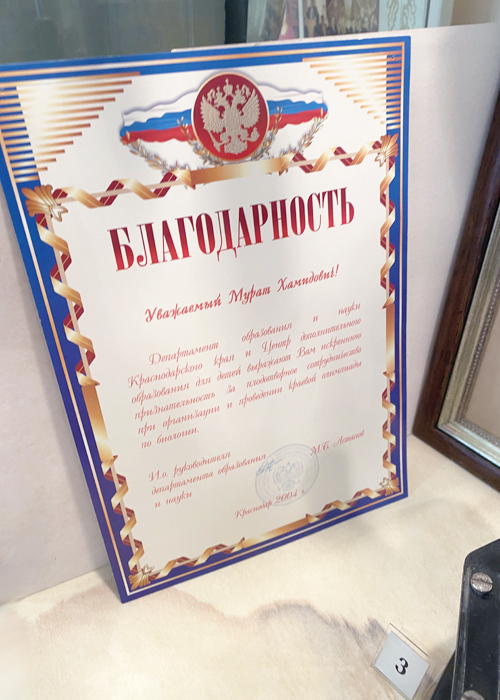 БЛАГОДАРНОСТЬ
Уважаемый Мурат Хамидович!
Департамент образования и науки
Краснодарского края и Центр дополнительного
образования для детей выражают Вам искреннюю
признательность за плодотворное сотрудничество
при организации и проведении краевой олимпиады
по биологии.
И.о. руководителя
департамента образования М.Б.
и науки
Краснодар 2004 г.
3